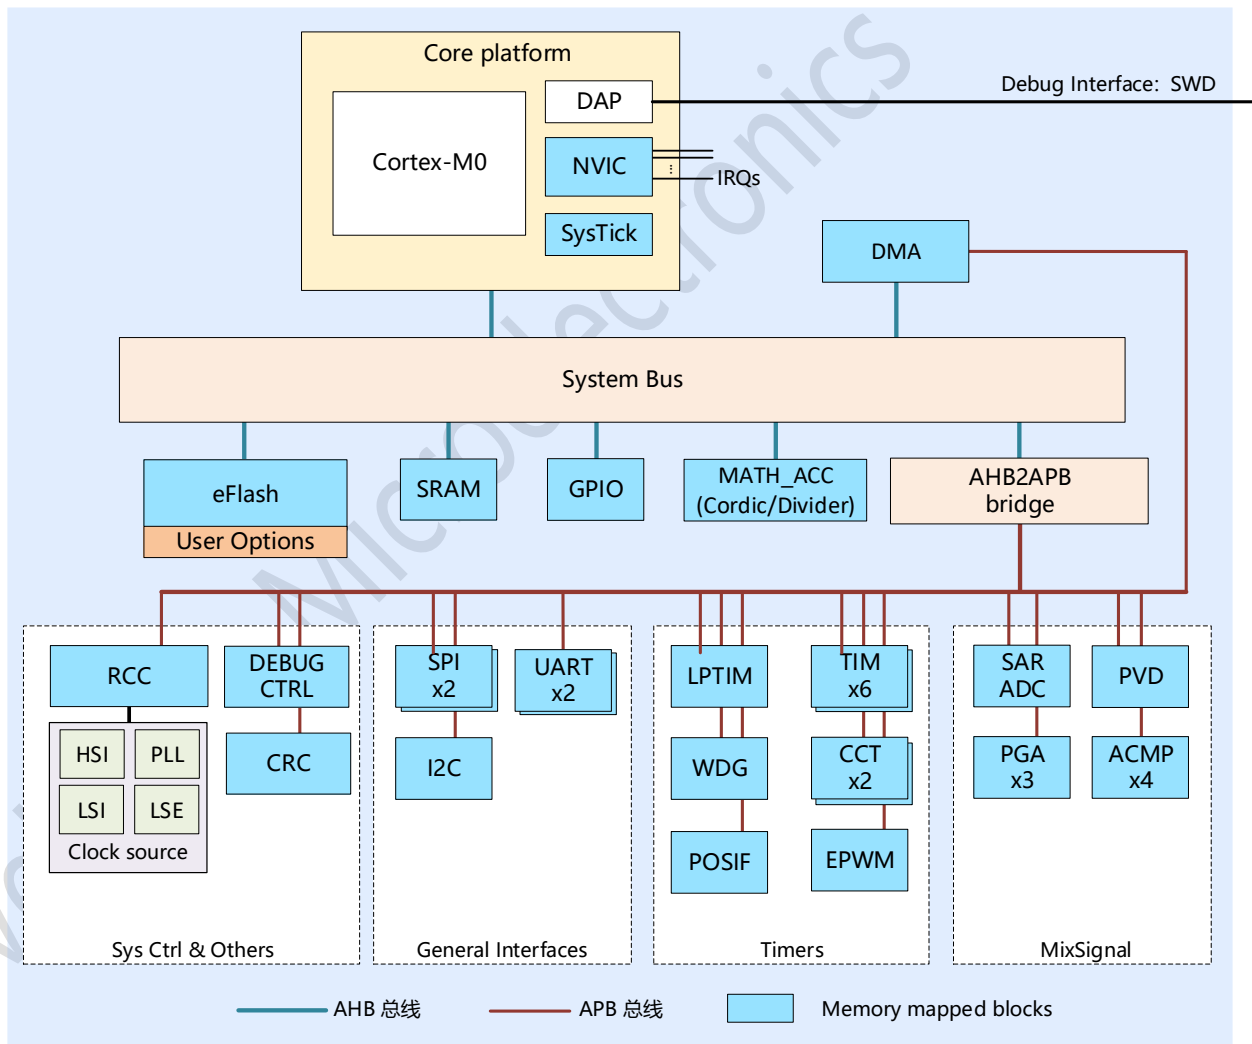 Core platform
DAP
Debug Interface: SWD
Cortex-M0
NVIC
⋮
IRQs
SysTick
DMA
System Bus
eFlash
User Options
SRAM
GPIO
MATH_ACC
(Cordic/Divider)
AHB2APB
bridge
RCC
DEBUG
CTRL
HSI
PLL
LSI
LSE
Clock source
CRC
Sys Ctrl & Others
SPI
x2
UART
x2
I2C
General Interfaces
LPTIM
TIM
x6
WDG
CCT
x2
POSIF
EPWM
Timers
SAR
ADC
PVD
PGA
x3
ACMP
x4
MixSignal
AHB 总线
APB 总线
Memory mapped blocks
Microelectronics